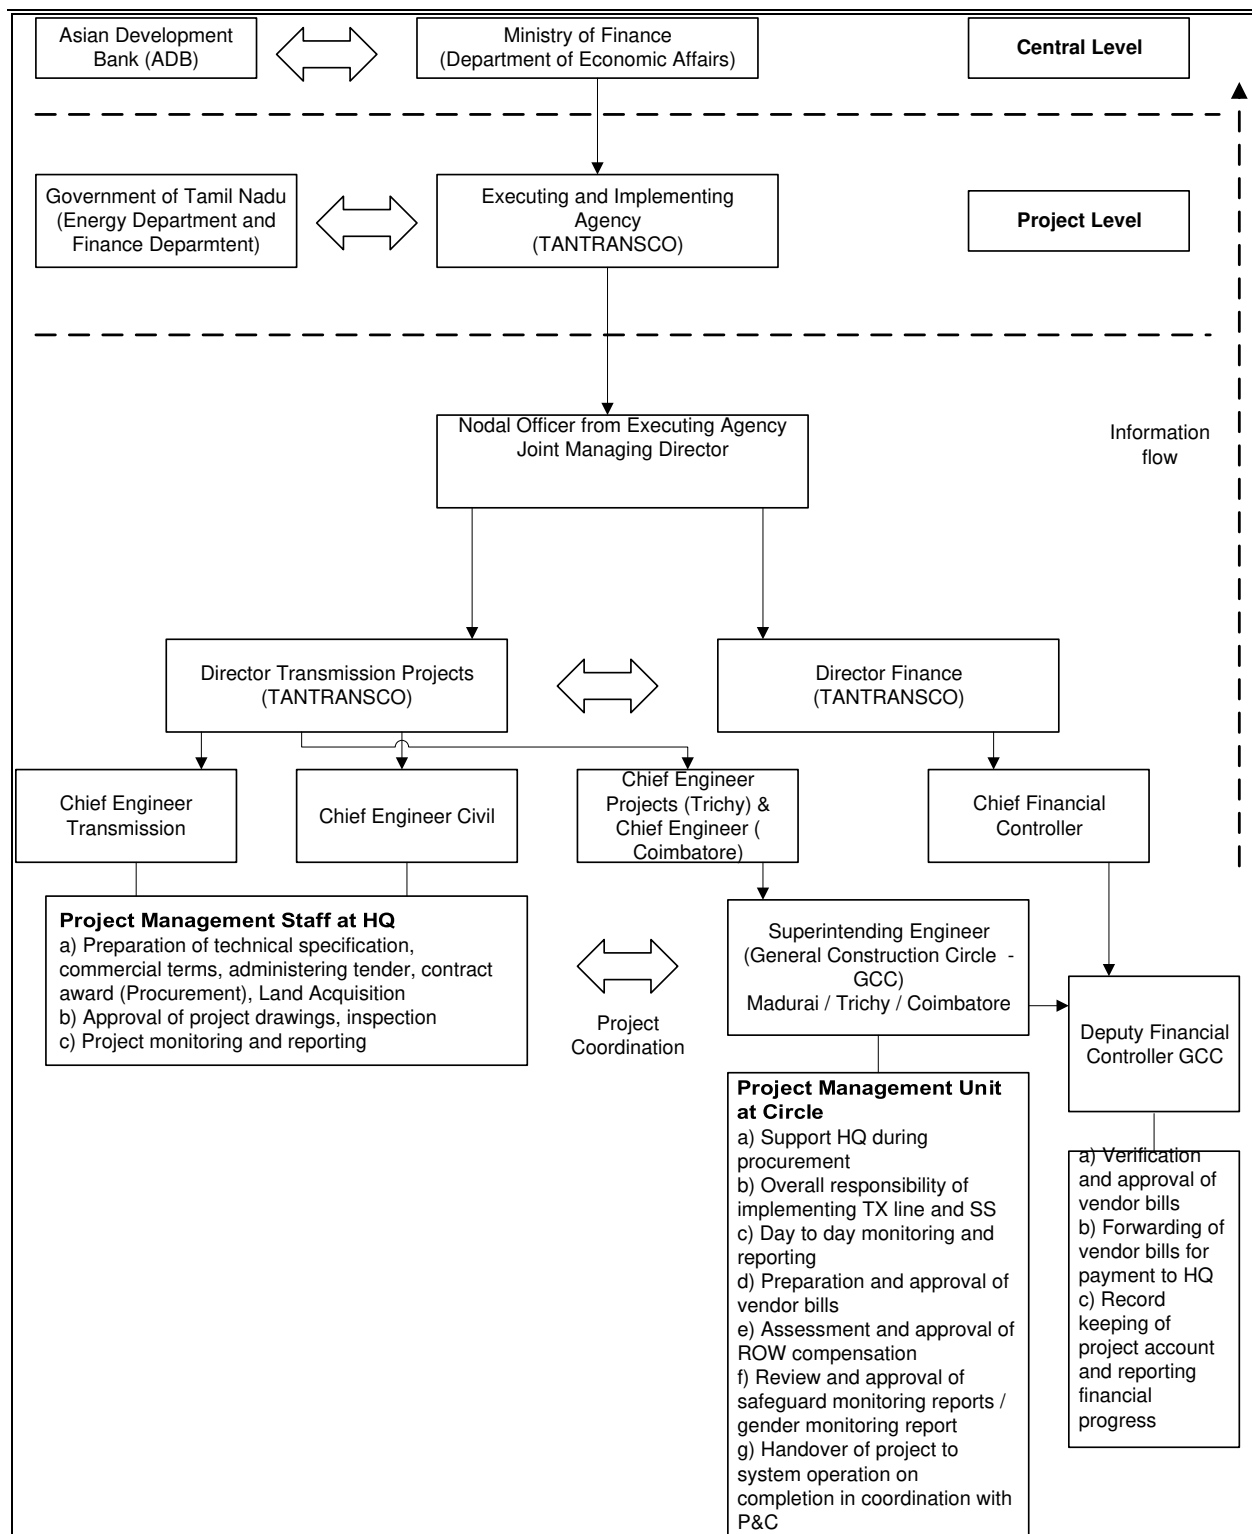 Asian Development
Bank (ADB)
Ministry of Finance
(Department of Economic Affairs)
Central Level
Government of Tamil Nadu
(Energy Department and
Finance Deparmtent)
Executing and Implementing
Agency
(TANTRANSCO)
Project Level
Nodal Officer from Executing Agency
Joint Managing Director
Information
flow
Director Transmission Projects
(TANTRANSCO)
Director Finance
(TANTRANSCO)
Chief Engineer
Transmission
Chief Engineer Civil
Chief Engineer
Projects (Trichy) &
Chief Engineer (
Coimbatore)
Chief Financial
Controller
Project Management Staff at HQ
a) Preparation of technical specification,
commercial terms, administering tender, contract
award (Procurement), Land Acquisition
b) Approval of project drawings, inspection
c) Project monitoring and reporting
Project
Coordination
Superintending Engineer
(General Construction Circle -
GCC)
Madurai / Trichy / Coimbatore
Deputy Financial
Controller GCC
Project Management Unit
at Circle
a) Support HQ during
procurement
b) Overall responsibility of
implementing TX line and SS
c) Day to day monitoring and
reporting
d) Preparation and approval of
vendor bills
e) Assessment and approval of
ROW compensation
f) Review and approval of
safeguard monitoring reports /
gender monitoring report
g) Handover of project to
system operation on
completion in coordination with
P&C
a) Verification
and approval of
vendor bills
b) Forwarding of
vendor bills for
payment to HQ
c) Record
keeping of
project account
and reporting
financial
progress